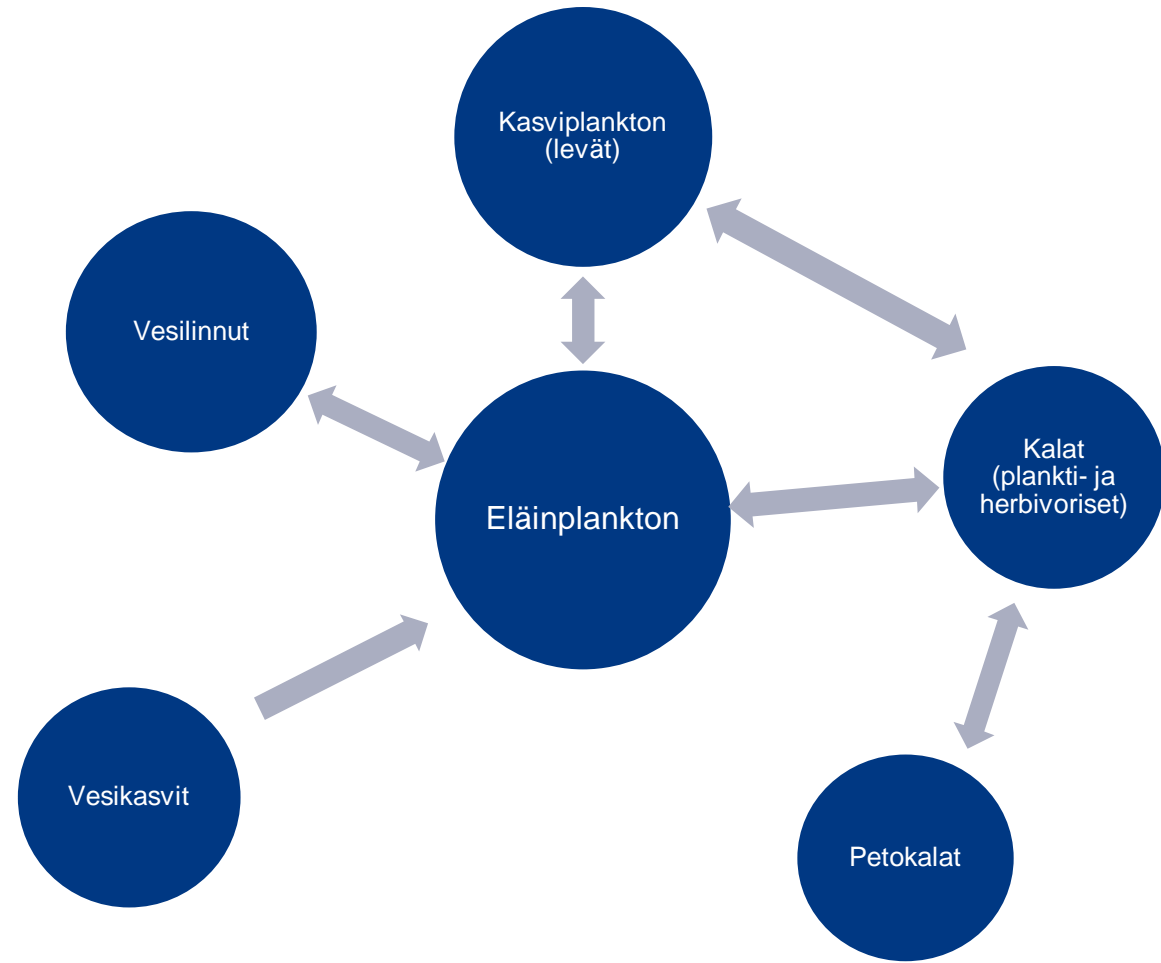 Kasviplankton
(levät)
Vesilinnut
Kalat
(plankti- ja
herbivoriset)
Eläinplankton
Vesikasvit
Petokalat